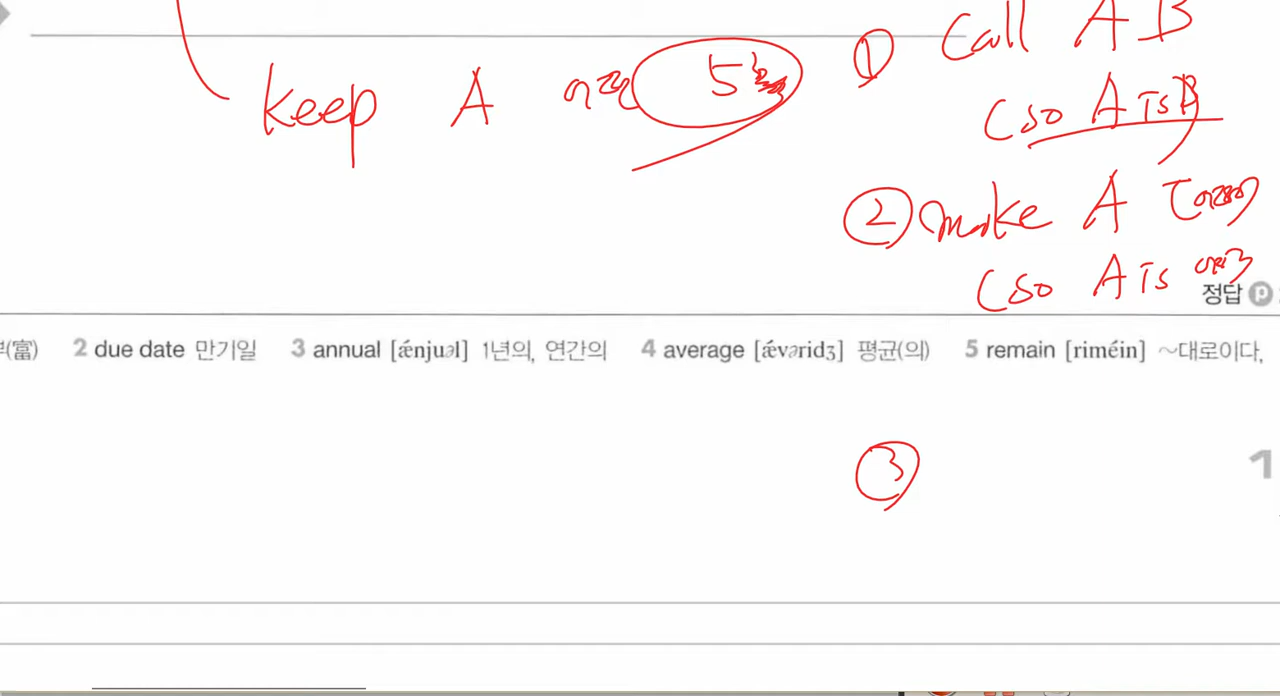 ① Call A B
keep A 어떤 5형식
(so A is B
② make A (어떤)
(so A is 어떤
정답 P
부(富) 2 due date 만기일 3 annual [ǽnjuəl] 1년의, 연간의 4 average [ǽvəridʒ] 평균(의) 5 remain [riméin] ~대로이다,
③
1